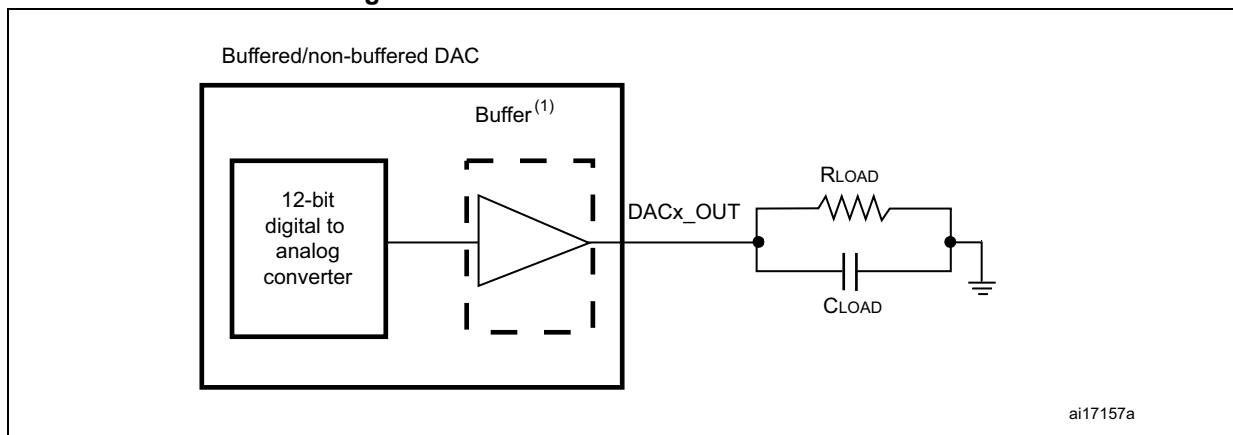 Buffered/non-buffered DAC
Buffer(1)
12-bit
digital to
analog
converter
DACx_OUT
RLOAD
CLOAD
ai17157a